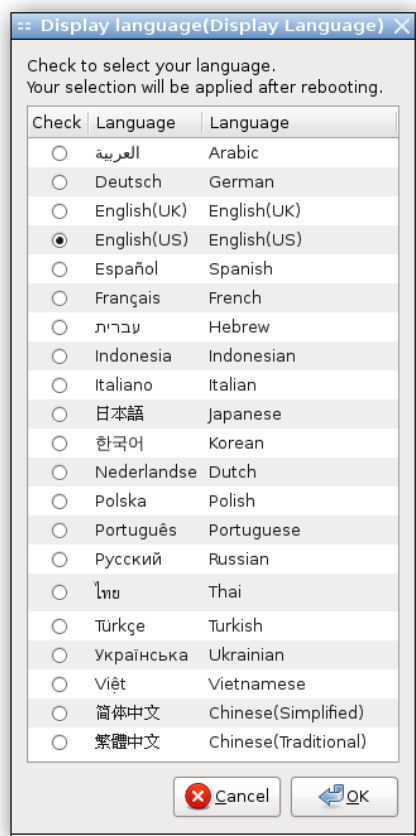 Display language(Display Language)
Check to select your language.
Your selection will be applied after rebooting.
Check Language Language
العربية Arabic
Deutsch German
English(UK) English(UK)
English(US) English(US)
Español Spanish
Français French
עברית Hebrew
Indonesia Indonesian
Italiano Italian
日本語 Japanese
한국어 Korean
Nederlandse Dutch
Polska Polish
Português Portuguese
Русский Russian
ไทย Thai
Türkçe Turkish
Українська Ukrainian
Việt Vietnamese
简体中文 Chinese(Simplified)
繁體中文 Chinese(Traditional)
Cancel OK